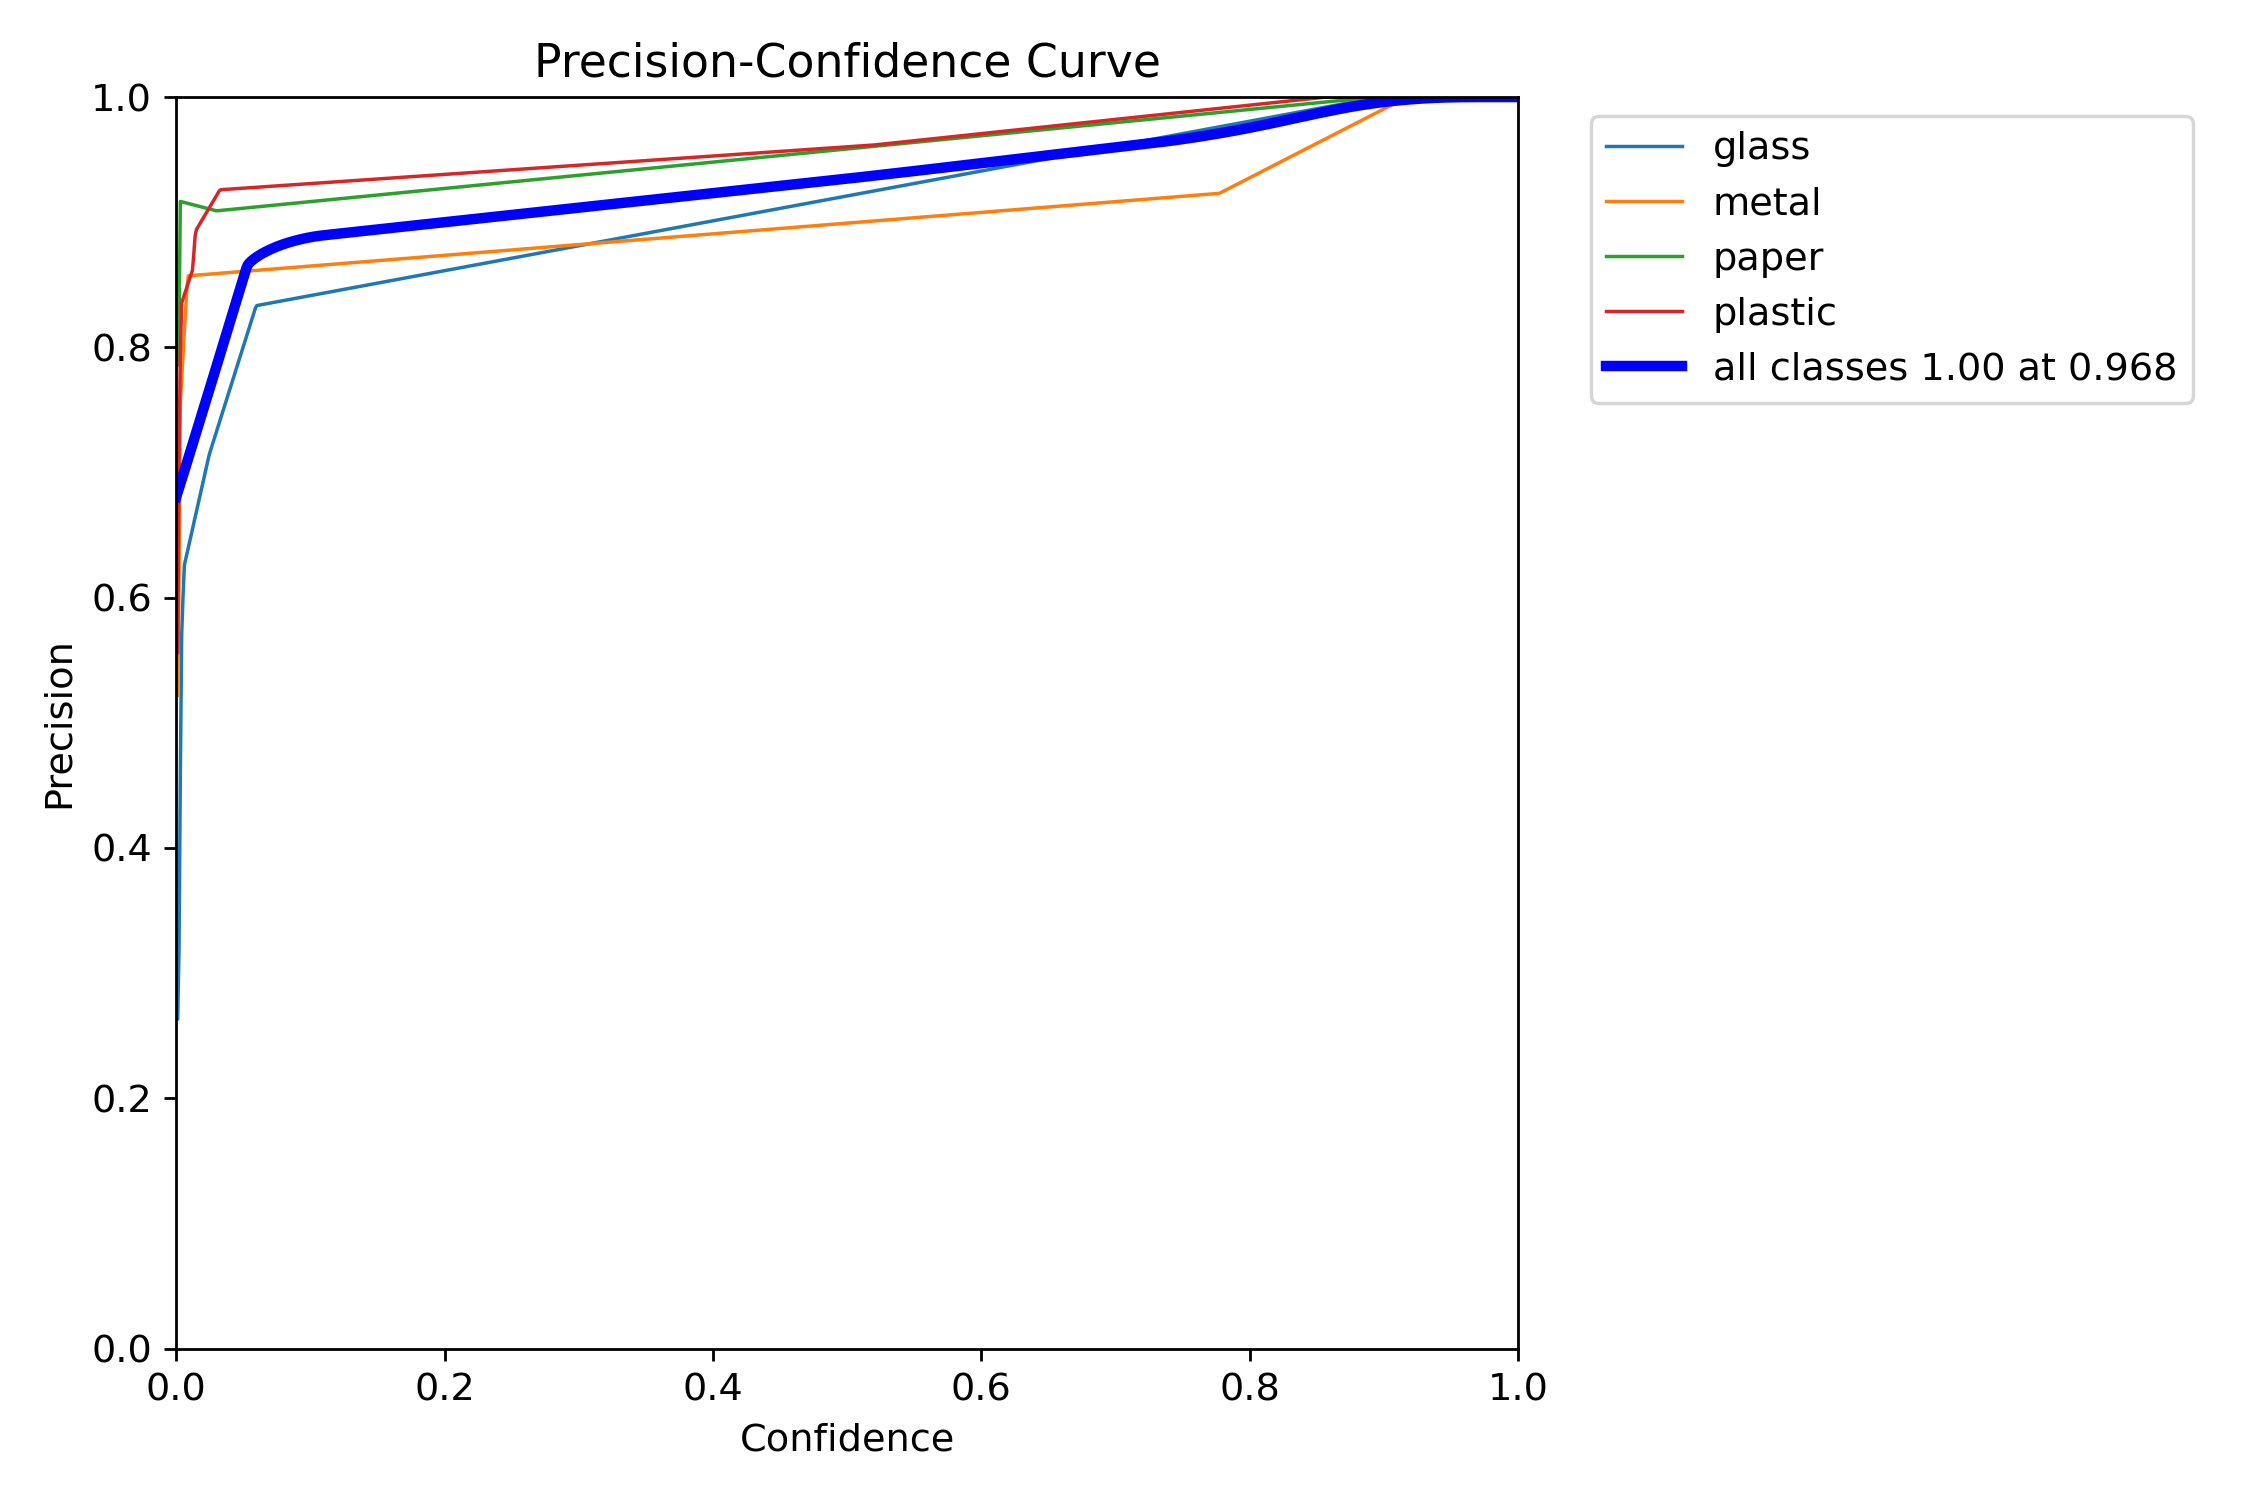 Precision-Confidence Curve
1.0
0.8
0.6
0.4
0.2
0.0
Precision
0.0 0.2 0.4 0.6 0.8 1.0
Confidence
glass
metal
paper
plastic
all classes 1.00 at 0.968